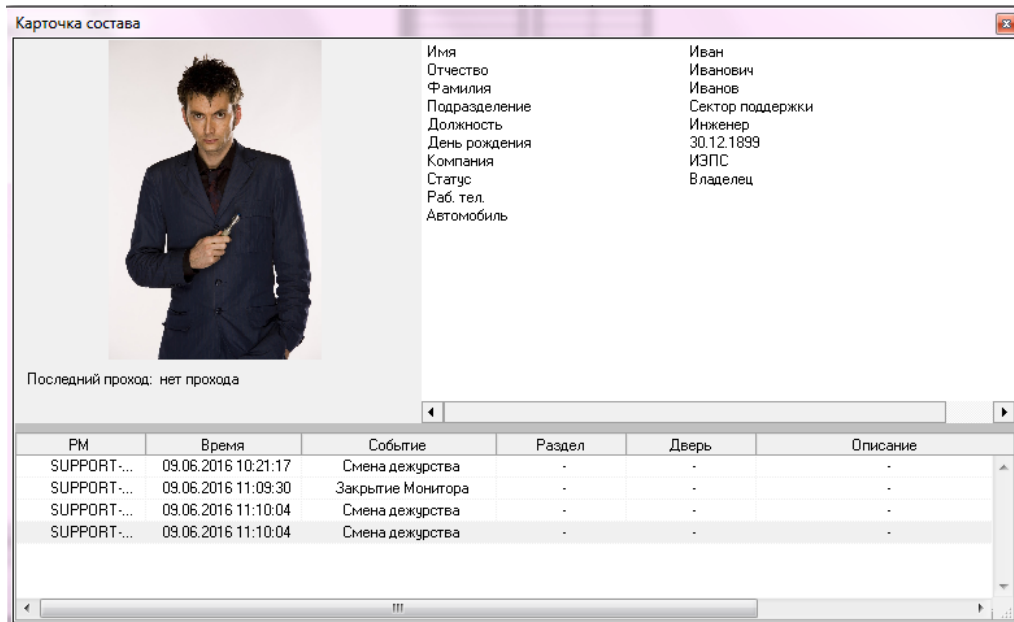 Карточка состава
Имя Иван
Отчество Иванович
Фамилия Иванов
Подразделение Сектор поддержки
Должность Инженер
День рождения 30.12.1899
Компания ИЭПС
Статус Владелец
Раб. тел.
Автомобиль
Последний проход: нет прохода
РМ Время Событие Раздел Дверь Описание
SUPPORT-... 09.06.2016 10:21:17 Смена дежурства - - -
SUPPORT-... 09.06.2016 11:09:30 Закрытие Монитора - - -
SUPPORT-... 09.06.2016 11:10:04 Смена дежурства - - -
SUPPORT-... 09.06.2016 11:10:04 Смена дежурства - - -